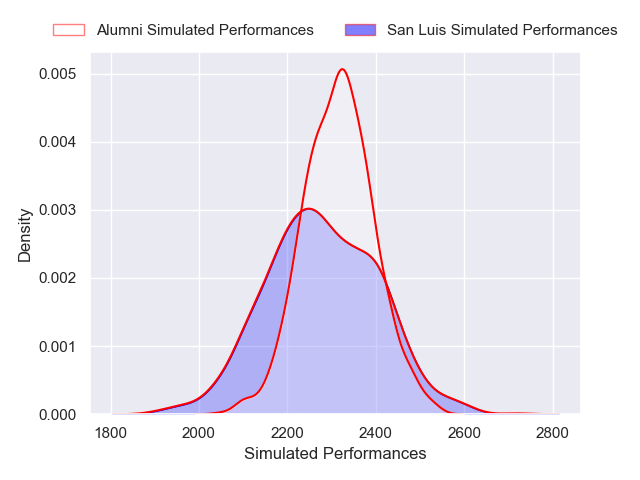 Alumni Simulated Performances San Luis Simulated Performances
0.005
0.004
0.003
0.002
0.001
0.000
Density
1800 2000 2200 2400 2600 2800
Simulated Performances